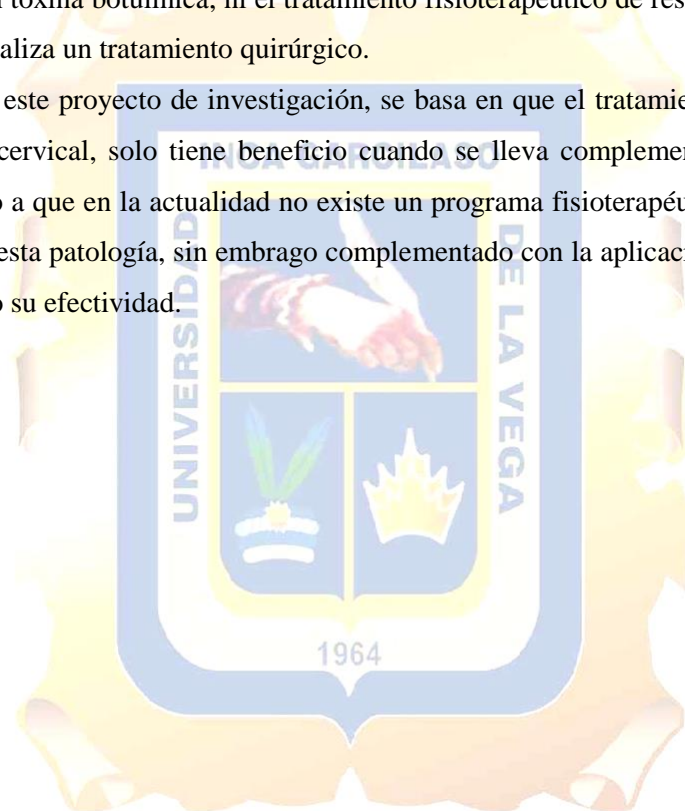 toxina botulínica, ni el tratamiento fisioterapéutico de res
aliza un tratamiento quirúrgico.
este proyecto de investigación, se basa en que el tratamie
cervical, solo tiene beneficio cuando se lleva complemen
o a que en la actualidad no existe un programa fisioterapéu
esta patología, sin embrago complementado con la aplicaci
o su efectividad.
INCA GARCILASO
UNIVERSIDAD
DE LA VEGA
1964